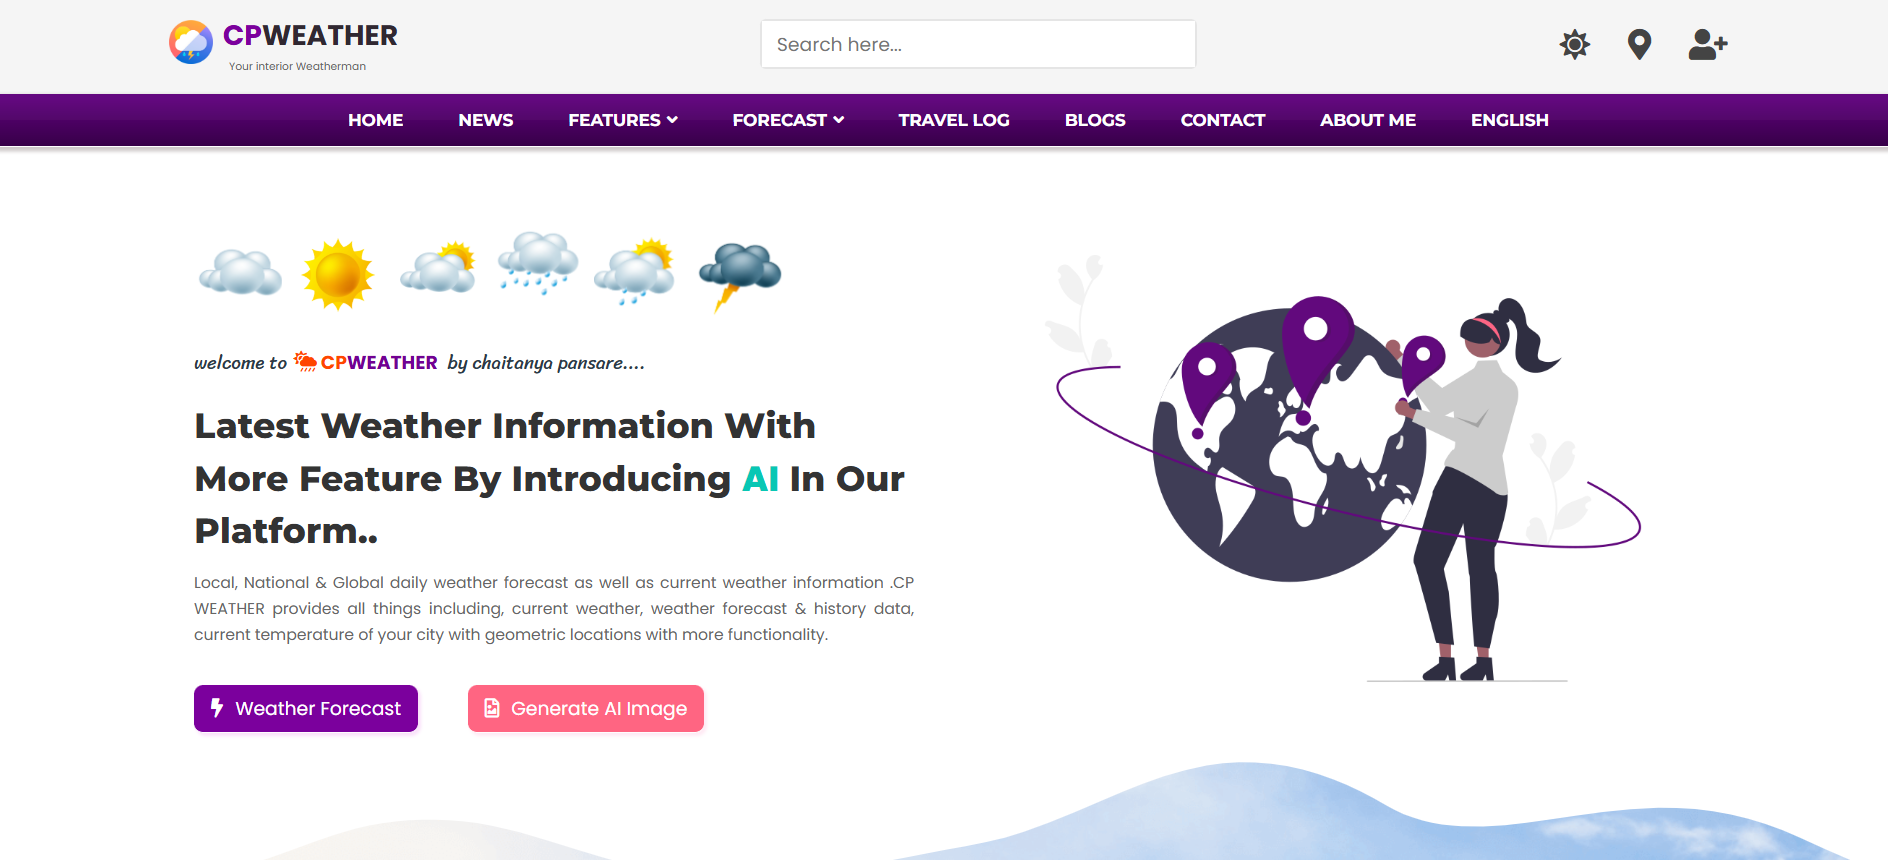 CPWEATHER
Your interior Weatherman
Search here...
HOME NEWS FEATURES FORECAST TRAVEL LOG BLOGS CONTACT ABOUT ME ENGLISH
welcome to CPWEATHER by chaitanya pansare....
Latest Weather Information With
More Feature By Introducing AI In Our
Platform..
Local, National & Global daily weather forecast as well as current weather information .CP
WEATHER provides all things including, current weather, weather forecast & history data,
current temperature of your city with geometric locations with more functionality.
Weather Forecast Generate AI Image